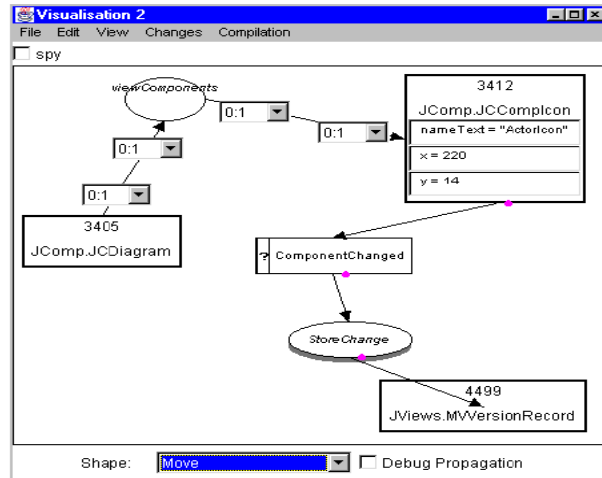 Visualisation 2
File Edit View Changes Compilation
spy
viewComponents
0:1
0:1
0:1
0:1
3412
JComp.JCCompIcon
nameText = "ActorIcon"
x = 220
y = 14
3405
JComp.JCDiagram
? ComponentChanged
StoreChange
4499
JViews.MVVersionRecord
Shape: Move Debug Propagation